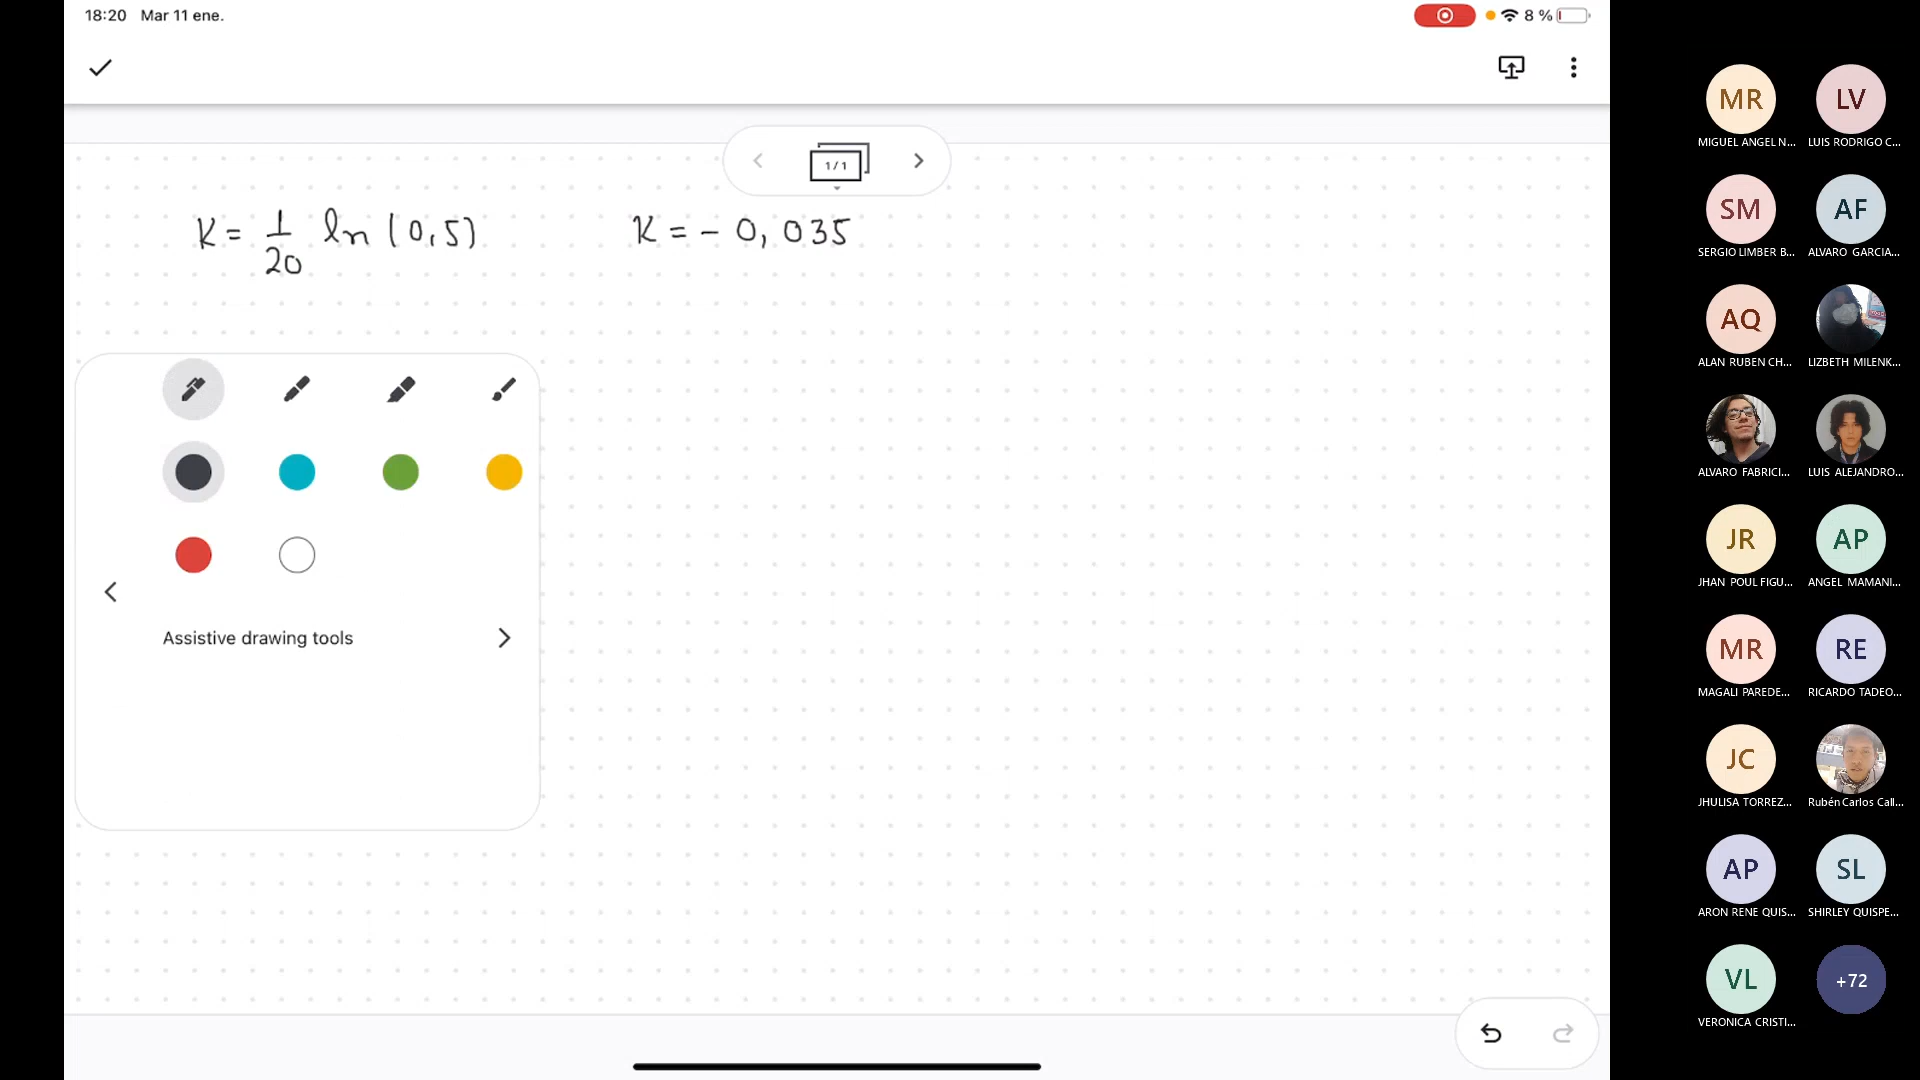 18:20 Mar 11 ene. 8 %
1 / 1
K = 1/20 ln (0,5) K = - 0,035
Assistive drawing tools
MR LV
MIGUEL ANGEL N... LUIS RODRIGO C...
SM AF
SERGIO LIMBER B... ALVARO GARCIA...
AQ
ALAN RUBEN CH... LIZBETH MILENK...
ALVARO FABRICI... LUIS ALEJANDRO...
JR AP
JHAN POUL FIGU... ANGEL MAMANI...
MR RE
MAGALI PAREDE... RICARDO TADEO...
JC
JHULISA TORREZ... Rubén Carlos Call...
AP SL
ARON RENE QUIS... SHIRLEY QUISPE...
VL +72
VERONICA CRISTI...